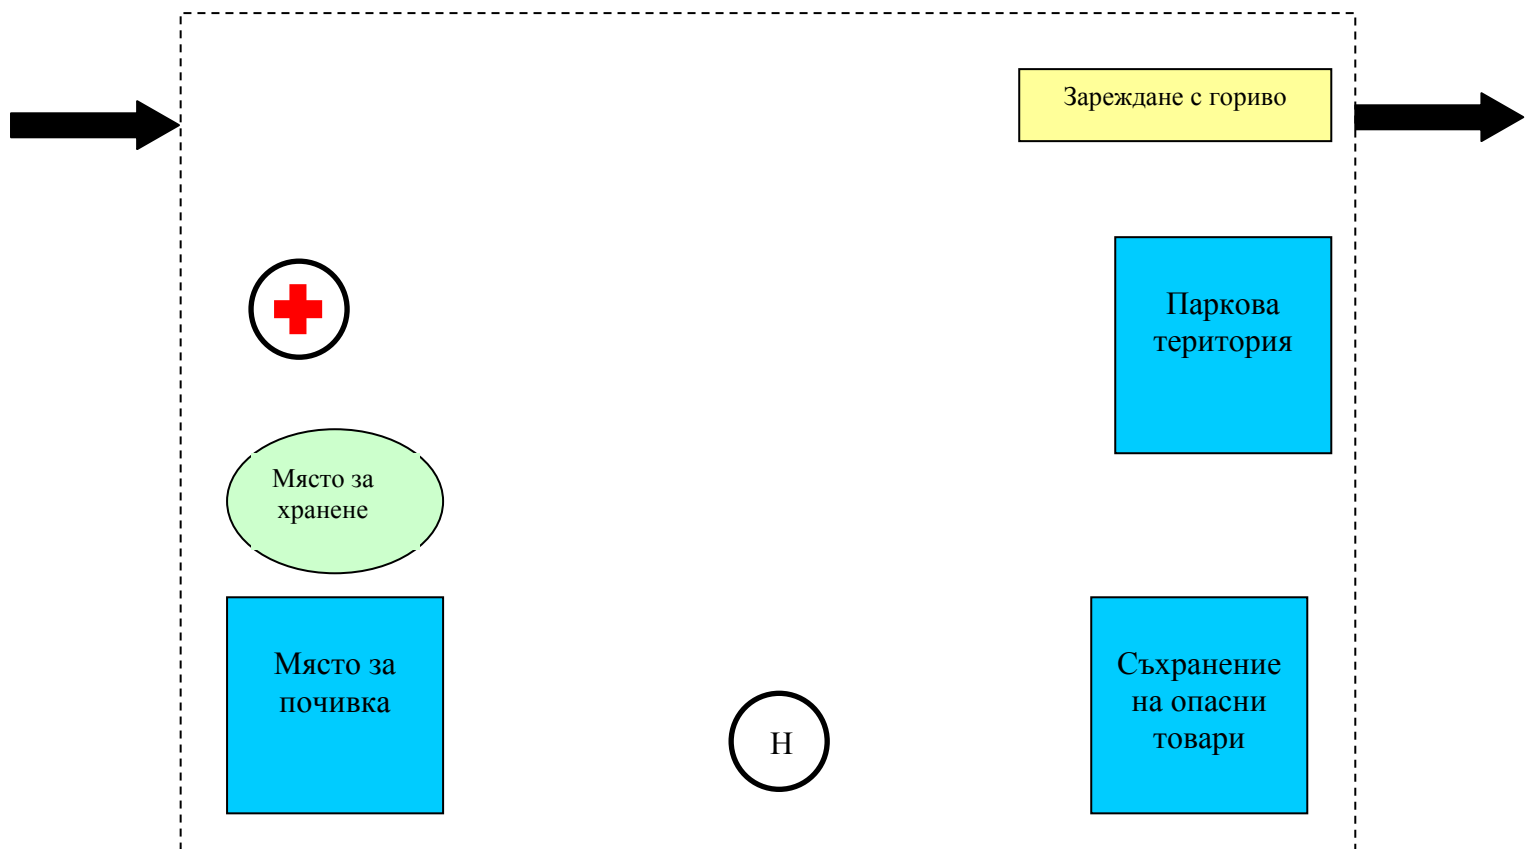 Зареждане с гориво
Паркова
територия
Място за
хранене
Място за
почивка
Н
Съхранение
на опасни
товари